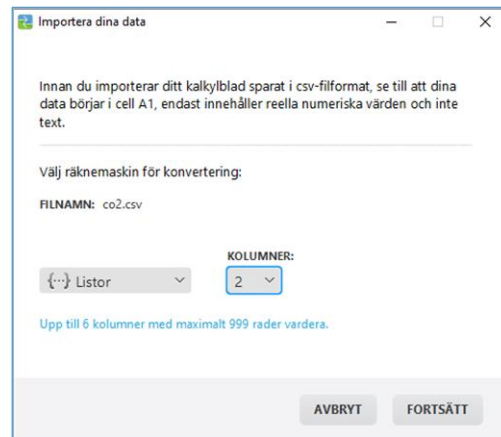 Importera dina data
Innan du importerar ditt kalkylblad sparat i csv-filformat, se till att dina
data börjar i cell A1, endast innehåller reella numeriska värden och inte
text.
Välj räknemaskin för konvertering:
FILNAMN: co2.csv
KOLUMNER:
{···} Listor
2
Upp till 6 kolumner med maximalt 999 rader vardera.
AVBRYT
FORTSÄTT